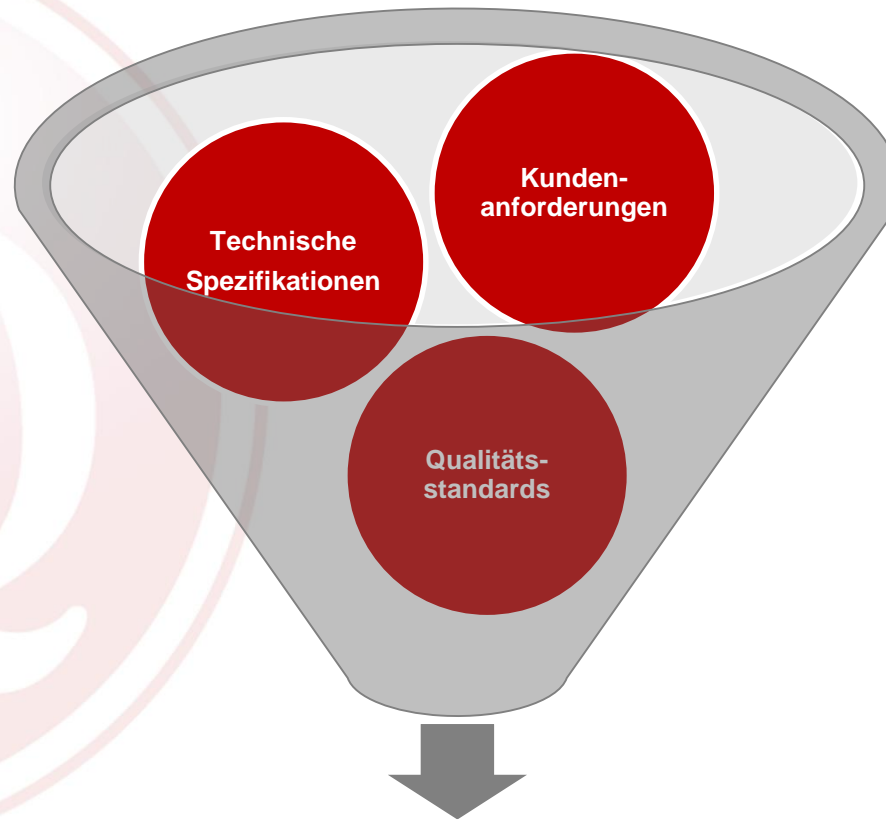 Kunden-
anforderungen
Technische
Spezifikationen
Qualitäts-
standards